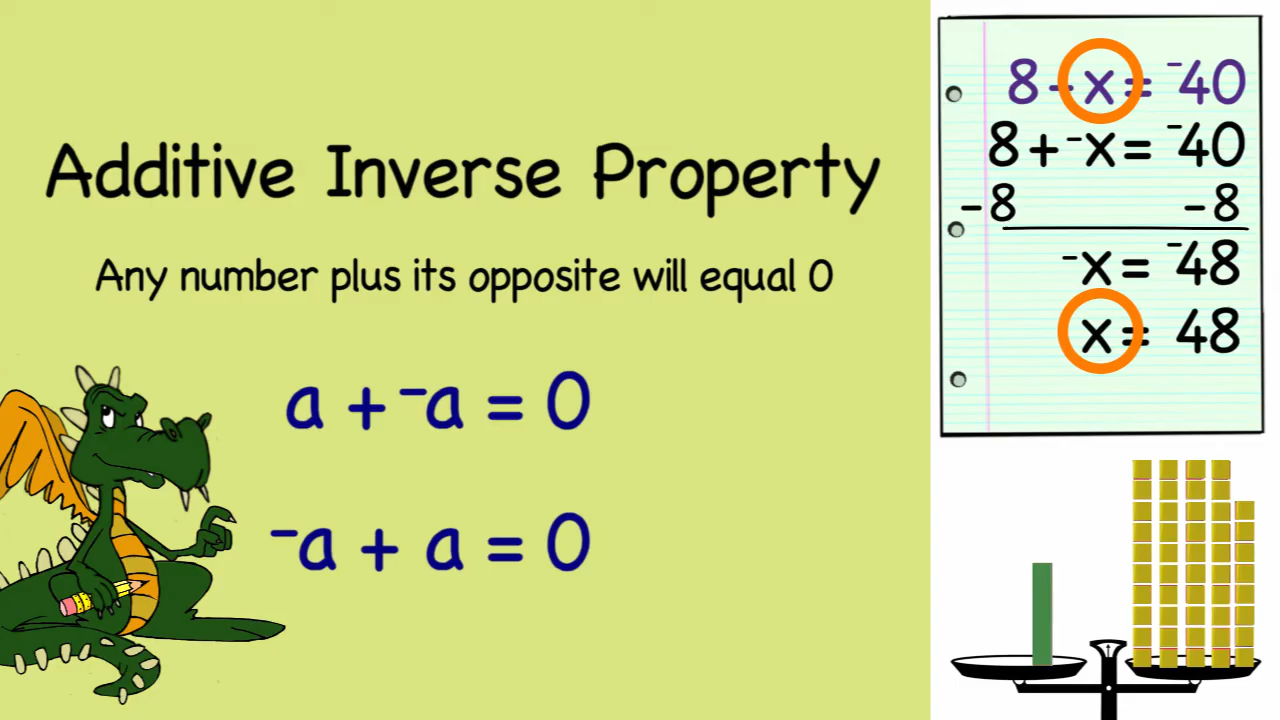 Additive Inverse Property
Any number plus its opposite will equal 0
a + ⁻a = 0
⁻a + a = 0
8 - x = ⁻40
8 + ⁻x = ⁻40
-8 -8
⁻x = ⁻48
x = 48